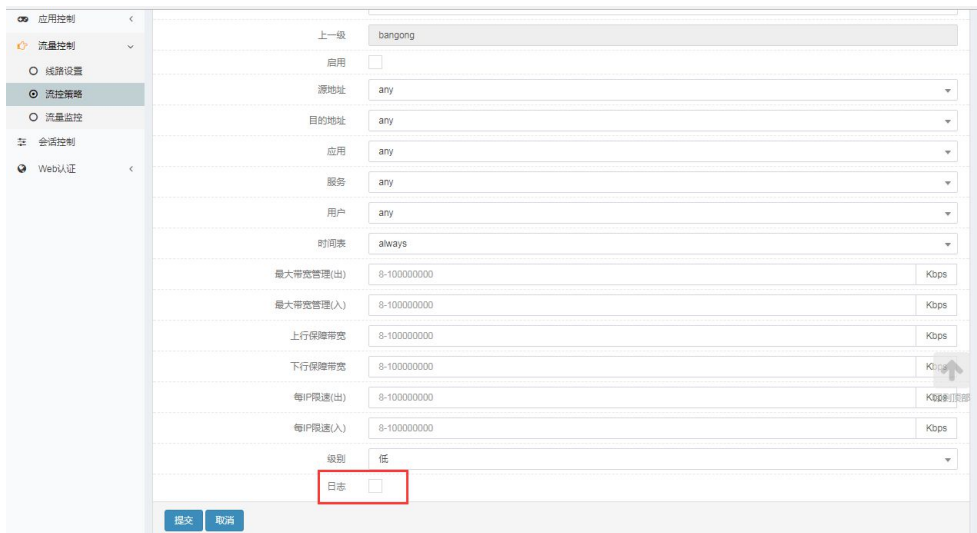 应用控制
流量控制
线路设置
流控策略
流量监控
会话控制
Web认证
上一级 bangong
启用
源地址 any
目的地址 any
应用 any
服务 any
用户 any
时间表 always
最大带宽管理(出) 8-100000000 Kbps
最大带宽管理(入) 8-100000000 Kbps
上行保障带宽 8-100000000 Kbps
下行保障带宽 8-100000000 Kbps
每IP限速(出) 8-100000000 Kbps
每IP限速(入) 8-100000000 Kbps
级别 低
日志
提交 取消